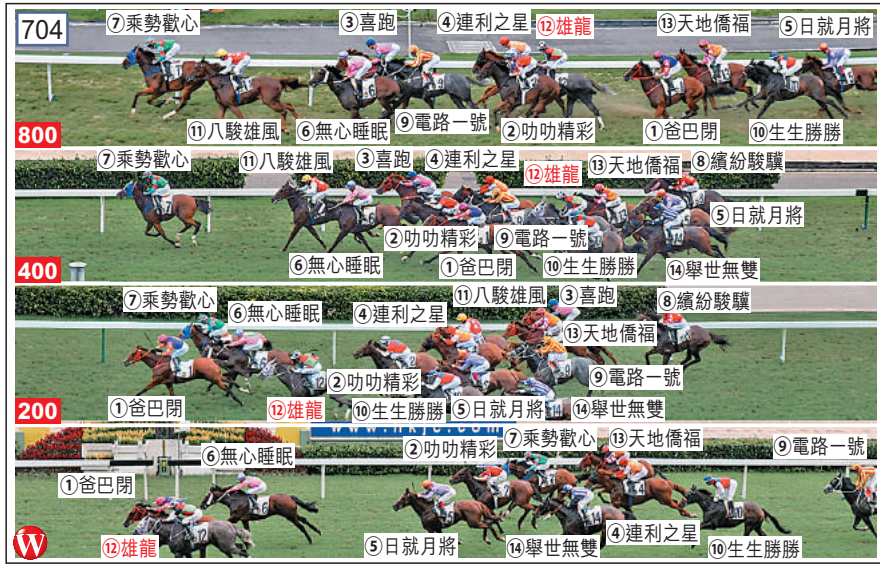 704
⑦乘勢歡心 ③喜跑 ④連利之星 ⑫雄龍 ⑬天地僑福 ⑤日就月將
800
⑪八駿雄風 ⑥無心睡眠 ⑨電路一號 ②叻叻精彩 ①爸巴閉 ⑩生生勝勝
⑦乘勢歡心 ⑪八駿雄風 ③喜跑 ④連利之星 ⑫雄龍 ⑬天地僑福 ⑧繽紛駿驥
⑤日就月將
②叻叻精彩 ⑨電路一號
400
⑥無心睡眠 ①爸巴閉 ⑩生生勝勝 ⑭舉世無雙
⑦乘勢歡心 ⑥無心睡眠 ④連利之星 ⑪八駿雄風 ③喜跑 ⑧繽紛駿驥
⑬天地僑福
②叻叻精彩 ⑨電路一號
200
①爸巴閉 ⑫雄龍 ⑩生生勝勝 ⑤日就月將 ⑭舉世無雙
www.hkjc.
①爸巴閉 ⑥無心睡眠 ②叻叻精彩 ⑦乘勢歡心 ⑬天地僑福 ⑨電路一號
W
⑫雄龍 ⑤日就月將 ⑭舉世無雙 ④連利之星 ⑩生生勝勝